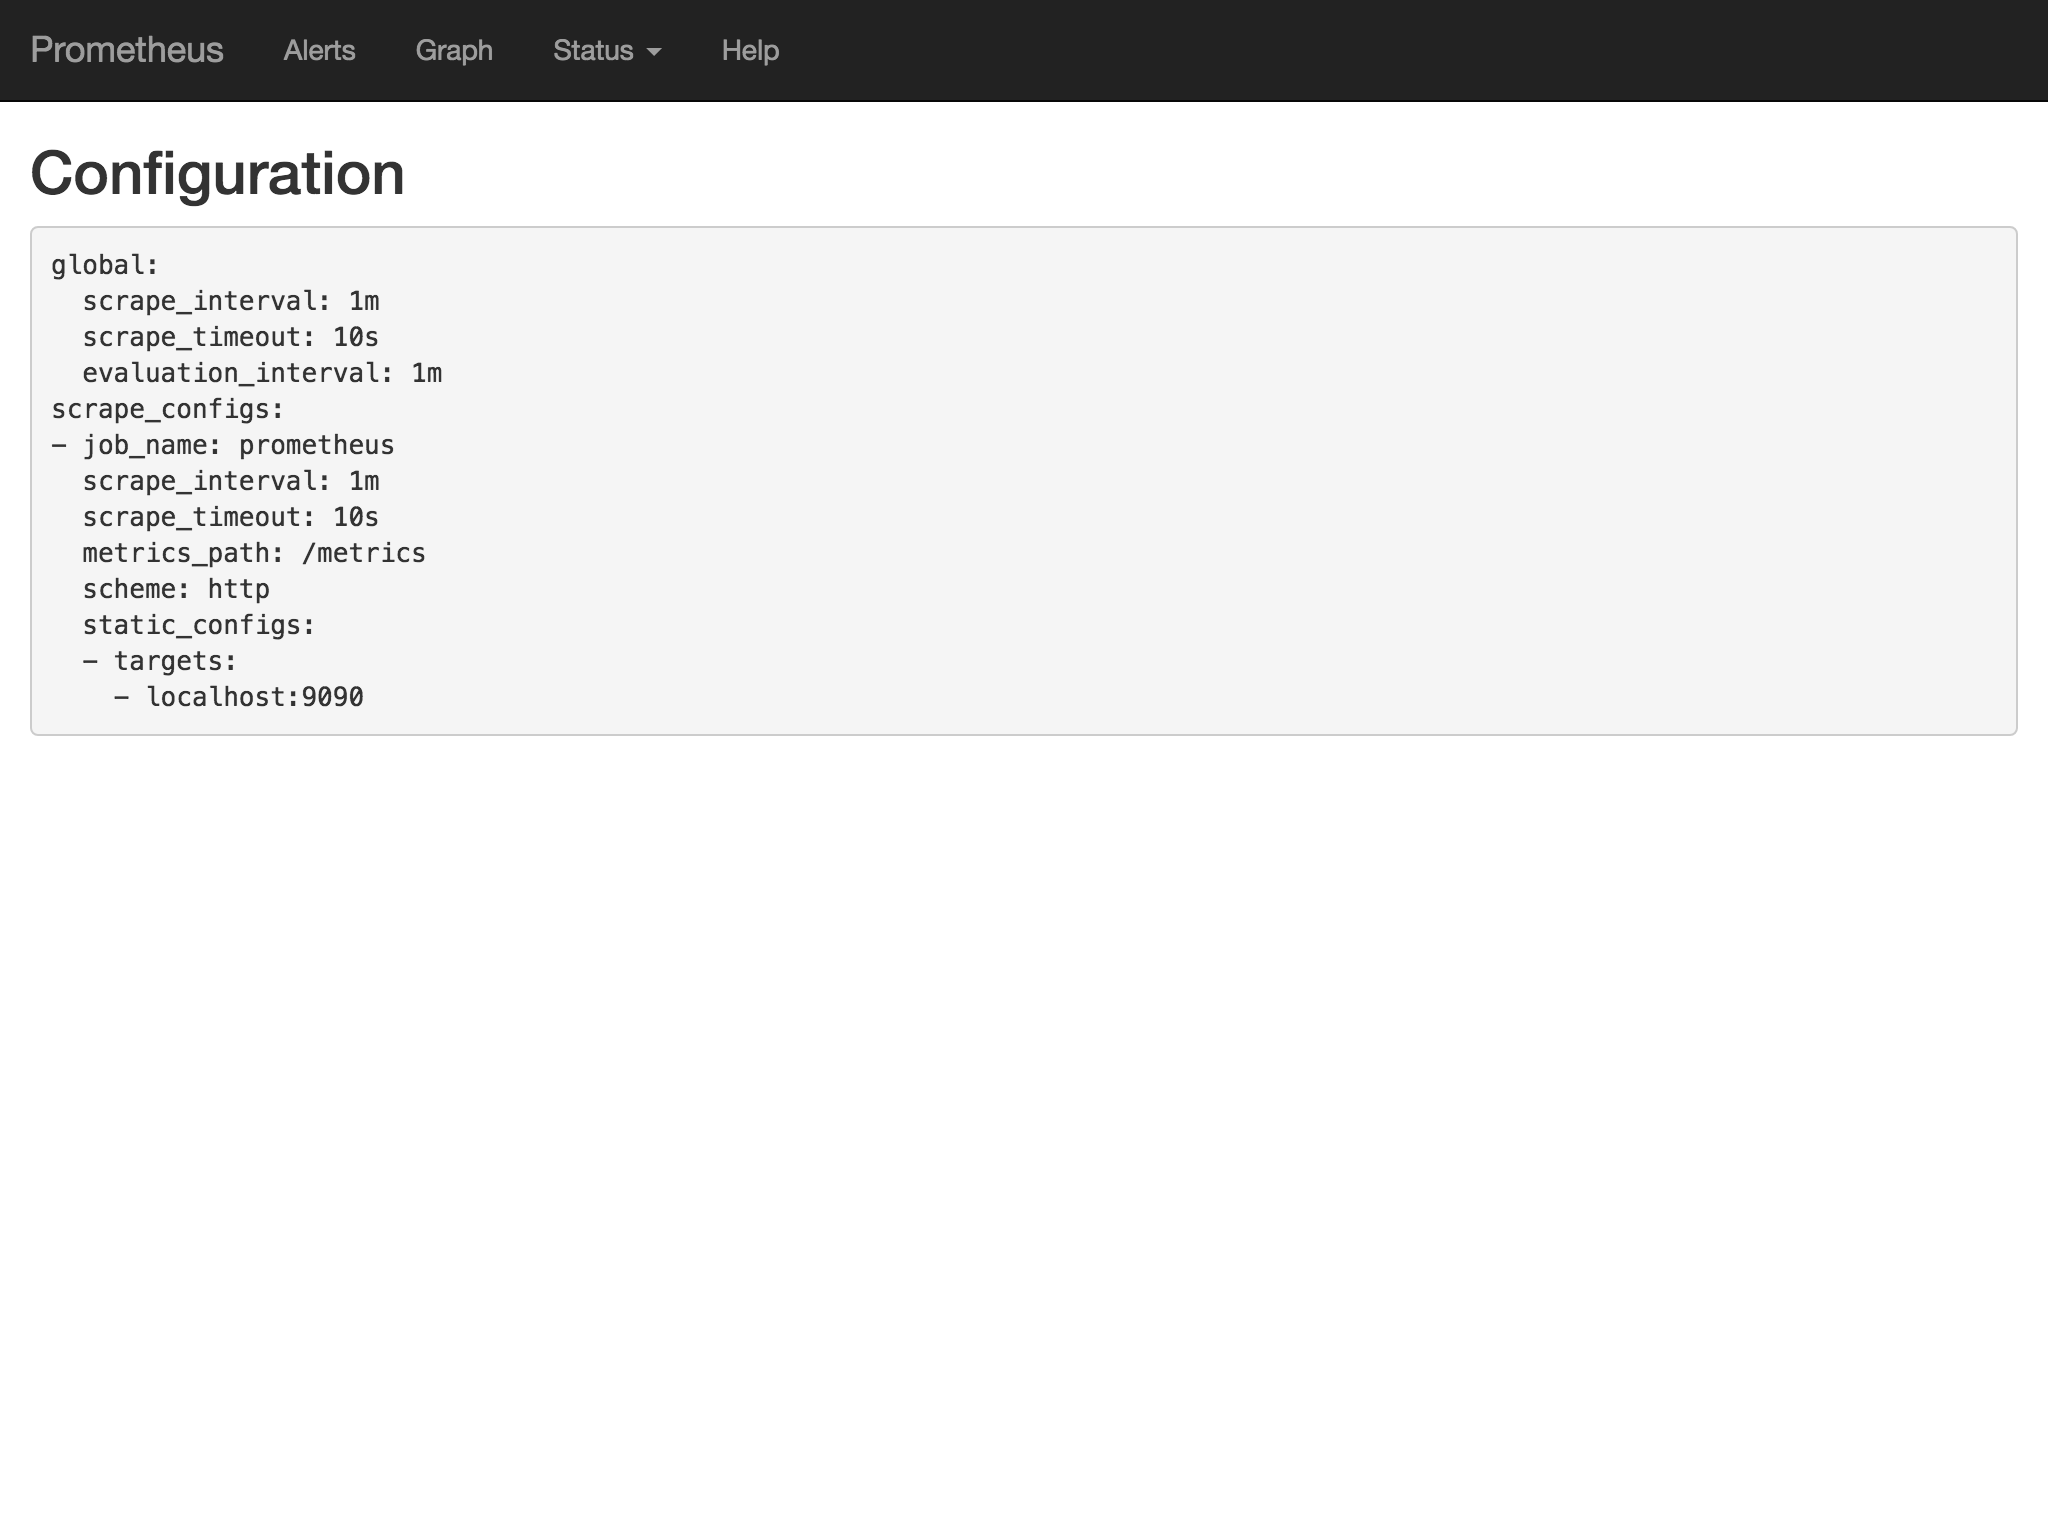 Prometheus Alerts Graph Status Help
Configuration
global:
  scrape_interval: 1m
  scrape_timeout: 10s
  evaluation_interval: 1m
scrape_configs:
- job_name: prometheus
  scrape_interval: 1m
  scrape_timeout: 10s
  metrics_path: /metrics
  scheme: http
  static_configs:
  - targets:
    - localhost:9090